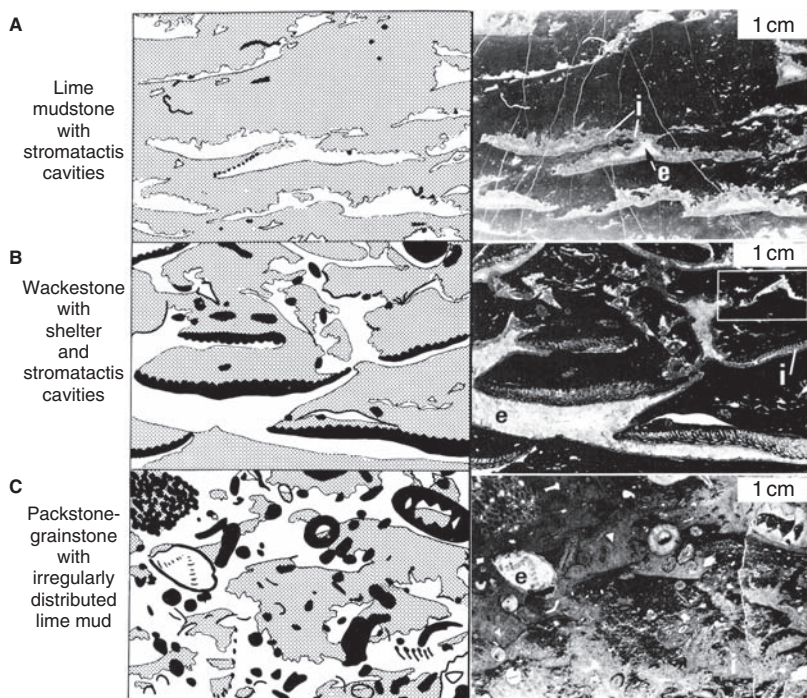 A
Lime
mudstone
with
stromatactis
cavities
1 cm
i
e
B
Wackestone
with
shelter
and
stromatactis
cavities
1 cm
i
e
C
Packstone-
grainstone
with
irregularly
distributed
lime mud
1 cm
e
i